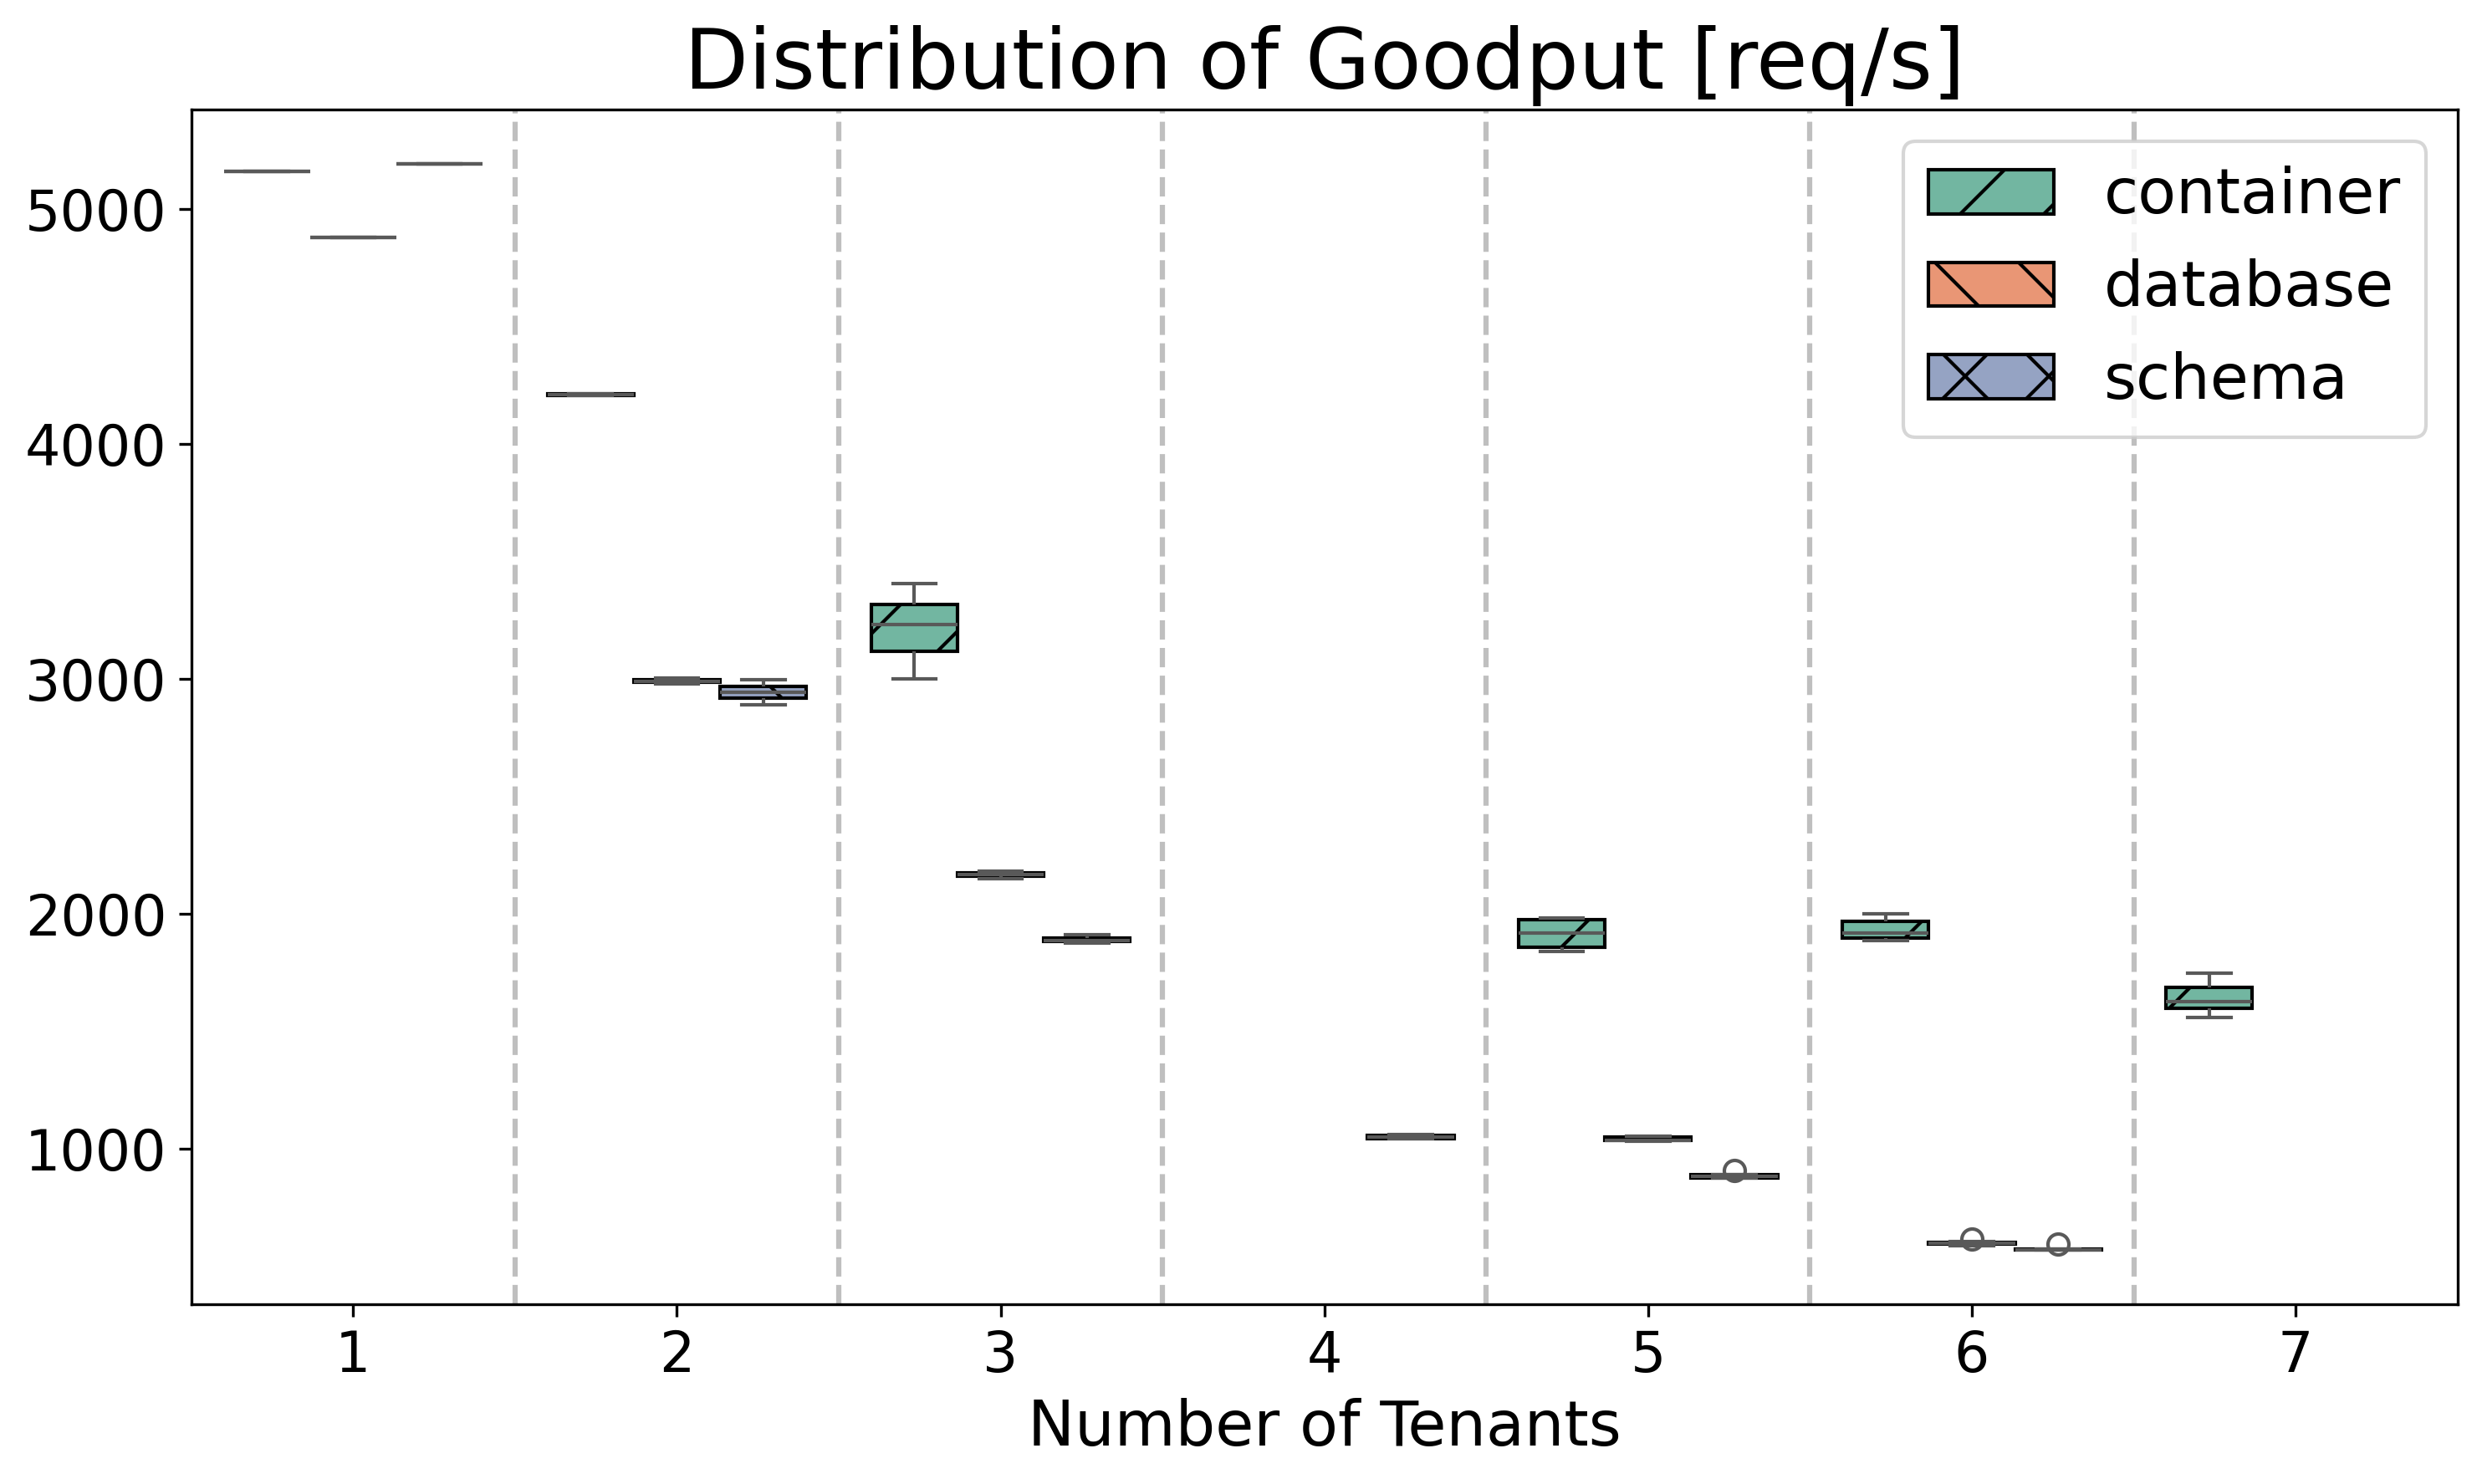 Distribution of Goodput [req/s]
container
database
schema
5000
4000
3000
2000
1000
1 2 3 4 5 6 7
Number of Tenants